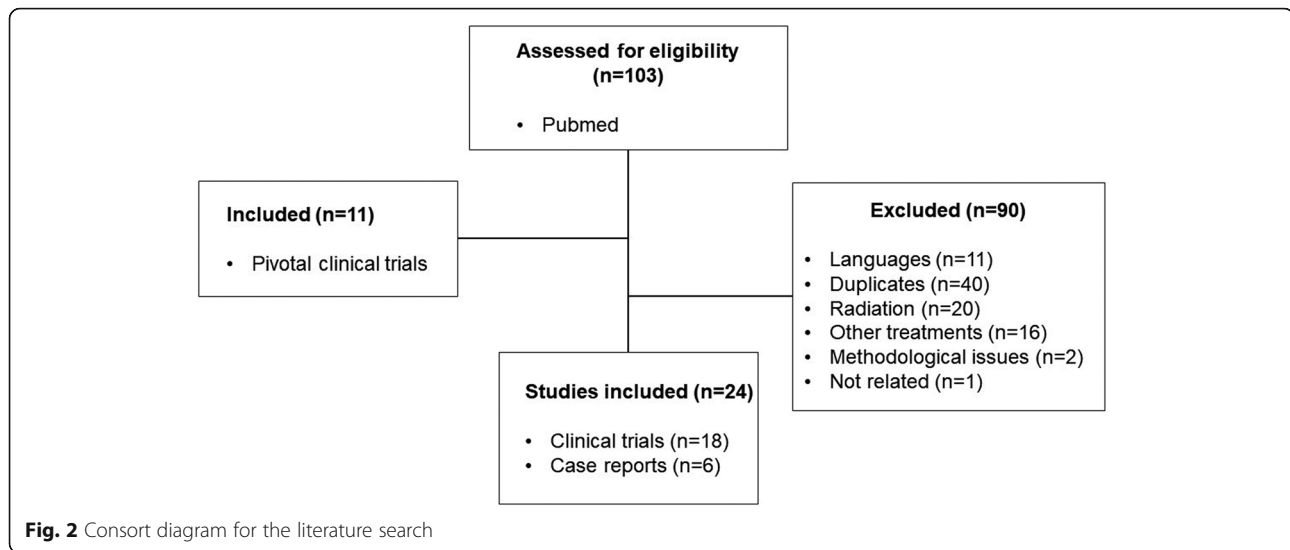 Assessed for eligibility
(n=103)
• Pubmed
Included (n=11)
• Pivotal clinical trials
Excluded (n=90)
• Languages (n=11)
• Duplicates (n=40)
• Radiation (n=20)
• Other treatments (n=16)
• Methodological issues (n=2)
• Not related (n=1)
Studies included (n=24)
• Clinical trials (n=18)
• Case reports (n=6)
Fig. 2 Consort diagram for the literature search